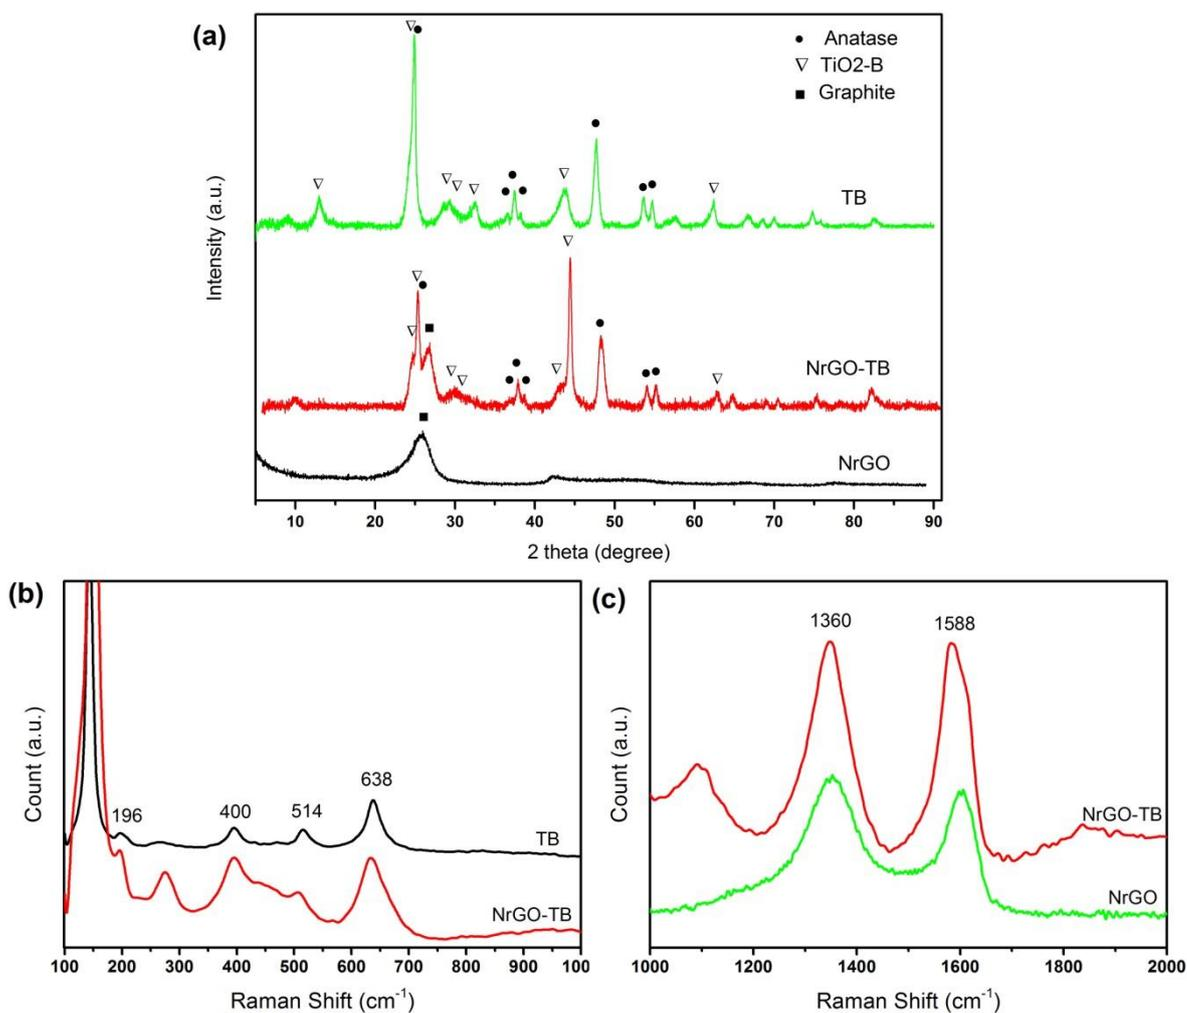 (a)
● Anatase
▽ TiO2-B
■ Graphite
TB
NrGO-TB
NrGO
Intensity (a.u.)
10 20 30 40 50 60 70 80 90
2 theta (degree)
(b)
196
400
514
638
TB
NrGO-TB
Count (a.u.)
100 200 300 400 500 600 700 800 900 100
Raman Shift (cm⁻¹)
(c)
1360
1588
NrGO-TB
NrGO
Count (a.u.)
1000 1200 1400 1600 1800 2000
Raman Shift (cm⁻¹)